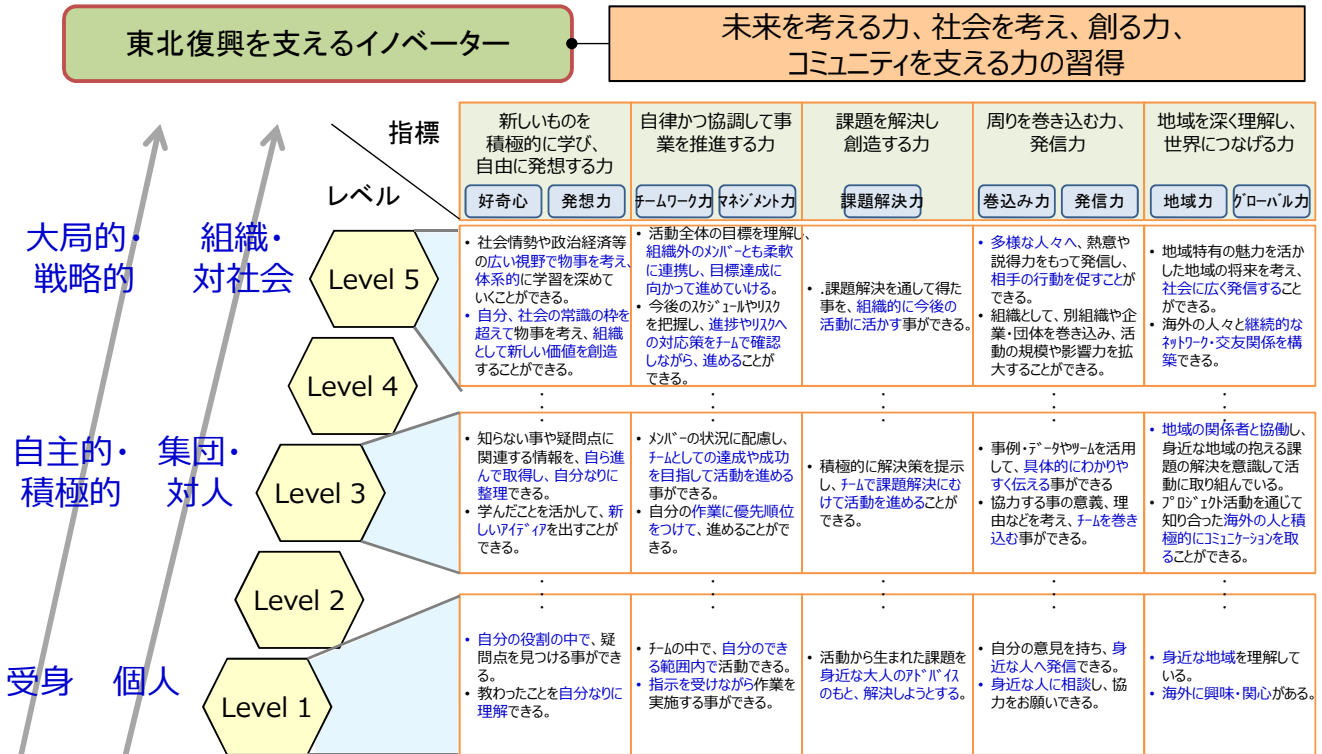 東北復興を支えるイノベーター
未来を考える力、社会を考え、創る力、
コミュニティを支える力の習得
指標
レベル
新しいものを
積極的に学び、
自由に発想する力
好奇心
発想力
自律かつ協調して事
業を推進する力
チームワーク力
マネジメント力
課題を解決し
創造する力
課題解決力
周りを巻き込む力、
発信力
巻込み力
発信力
地域を深く理解し、
世界につなげる力
地域力
グローバル力
大局的・
戦略的
組織・
対社会
Level 5
• 社会情勢や政治経済等
の広い視野で物事を考え、
体系的に学習を深めて
いくことができる。
• 自分、社会の常識の枠を
超えて物事を考え、組織
として新しい価値を創造
することができる。
• 活動全体の目標を理解し、
組織外のメンバーとも柔軟
に連携し、目標達成に
向かって進めていける。
• 今後のスケジュールやリスク
を把握し、進捗やリスクへ
の対応策をチームで確認
しながら、進めることが
できる。
• .課題解決を通して得た
事を、組織的に今後の
活動に活かす事ができる。
• 多様な人々へ、熱意や
説得力をもって発信し、
相手の行動を促すことが
できる。
• 組織として、別組織や企
業・団体を巻き込み、活
動の規模や影響力を拡
大することができる。
• 地域特有の魅力を活か
した地域の将来を考え、
社会に広く発信すること
ができる。
• 海外の人々と継続的な
ネットワーク・交友関係を構
築できる。
Level 4
:
:
:
:
:
自主的・
積極的
集団・
対人
Level 3
• 知らない事や疑問点に
関連する情報を、自ら進
んで取得し、自分なりに
整理できる。
• 学んだことを活かして、新
しいアイディアを出すことが
できる。
• メンバーの状況に配慮し、
チームとしての達成や成功
を目指して活動を進める
事ができる。
• 自分の作業に優先順位
をつけて、進めることがで
きる。
• 積極的に解決策を提示
し、チームで課題解決にむ
けて活動を進めることが
できる。
• 事例・データやツールを活用
して、具体的にわかりや
すく伝える事ができる
• 協力する事の意義、理
由などを考え、チームを巻き
込む事ができる。
• 地域の関係者と協働し、
身近な地域の抱える課
題の解決を意識して活
動に取り組んでいる。
• プロジェクト活動を通じて
知り合った海外の人と積
極的にコミュニケーションを取
ることができる。
Level 2
:
:
:
:
:
受身
個人
Level 1
• 自分の役割の中で、疑
問点を見つける事ができ
る。
• 教わったことを自分なりに
理解できる。
• チームの中で、自分のでき
る範囲内で活動できる。
• 指示を受けながら作業を
実施する事ができる。
• 活動から生まれた課題を
身近な大人のアドバイス
のもと、解決しようとする。
• 自分の意見を持ち、身
近な人へ発信できる。
• 身近な人に相談し、協
力をお願いできる。
• 身近な地域を理解して
いる。
• 海外に興味・関心がある。